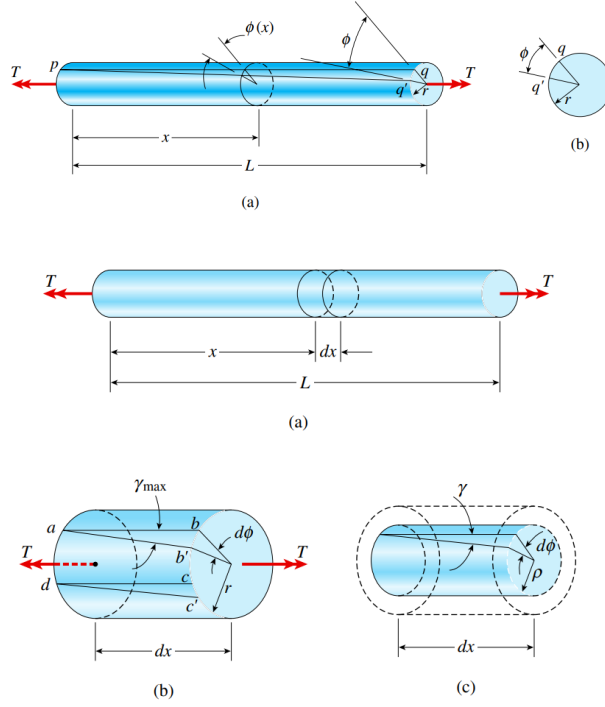 ϕ(x)
ϕ
T p q T
q′ r
x
L
(a)
ϕ q
q′ r
(b)
T T
x dx
L
(a)
γmax
a b
dϕ
T b′ T
d c r
c′
dx
(b)
γ
dϕ
ρ
dx
(c)